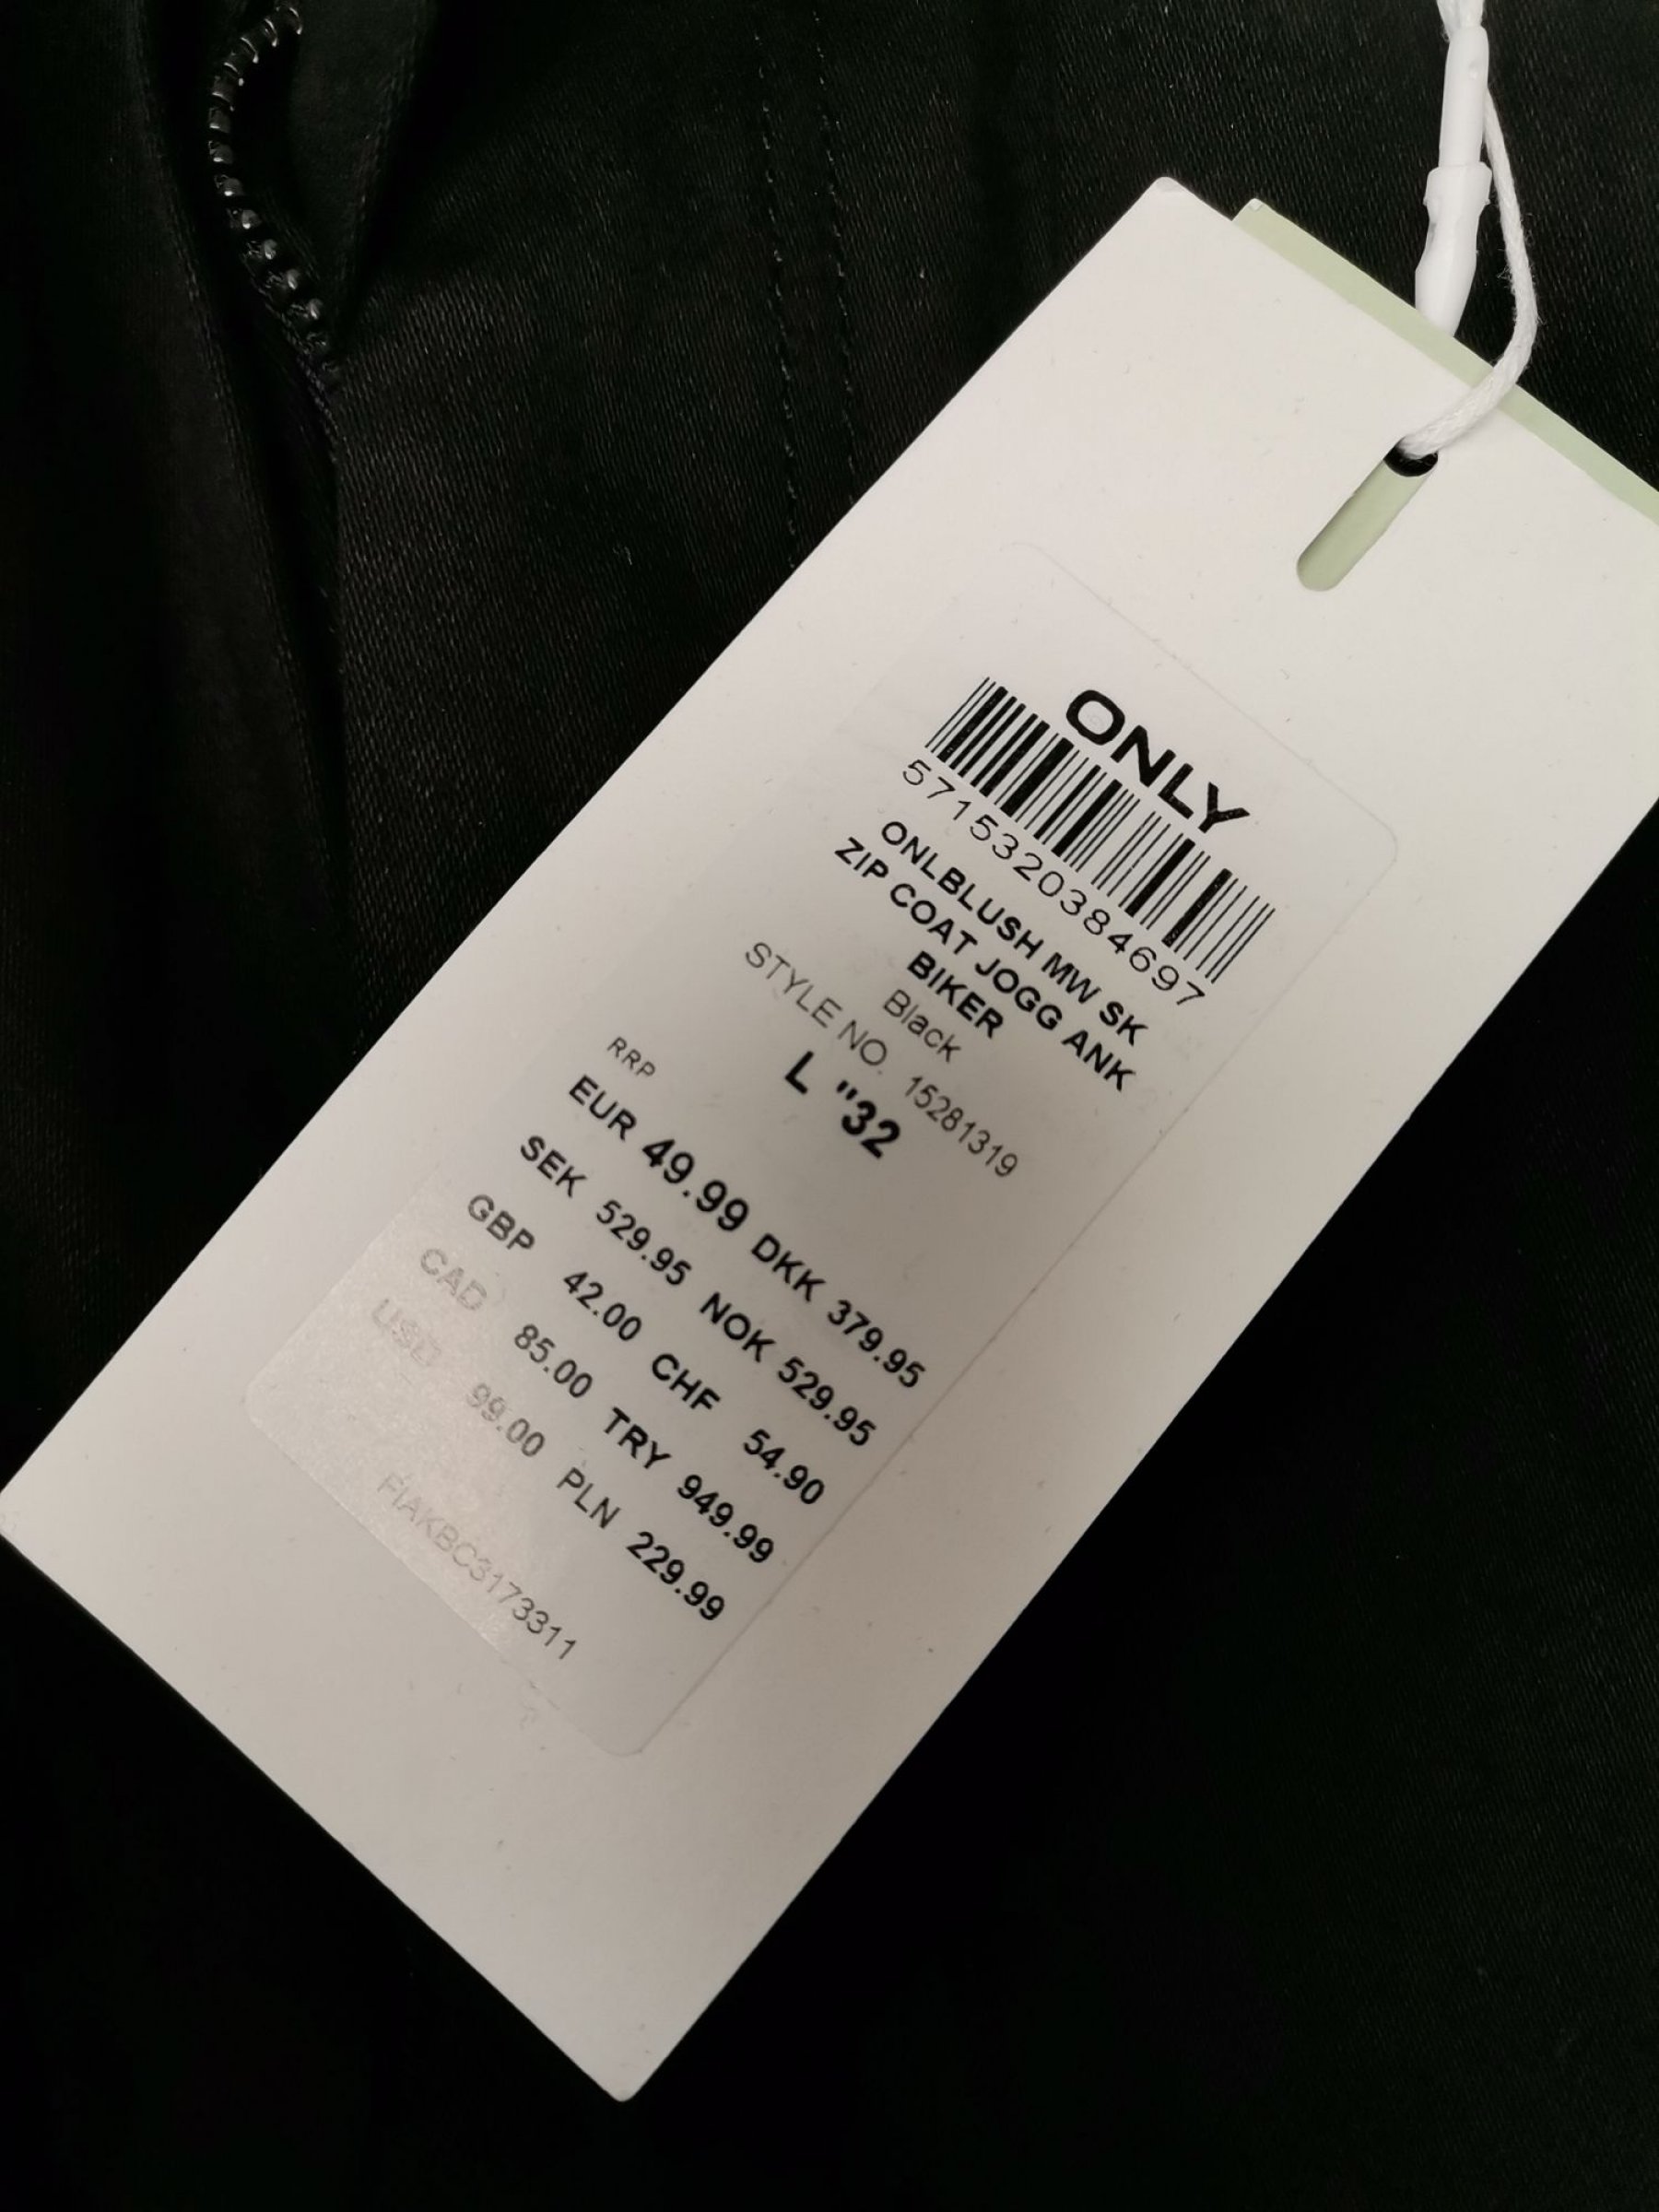 ONLY
5715320384697
ONLBLUSH MW SK
ZIP COAT JOGG ANK
BIKER
Black
STYLE NO. 15281319
L "32
RRP
EUR 49.99 DKK 379.95
SEK 529.95 NOK 529.95
GBP 42.00 CHF 54.90
CAD 85.00 TRY 949.99
USD 99.00 PLN 229.99
FIAKBC3173311